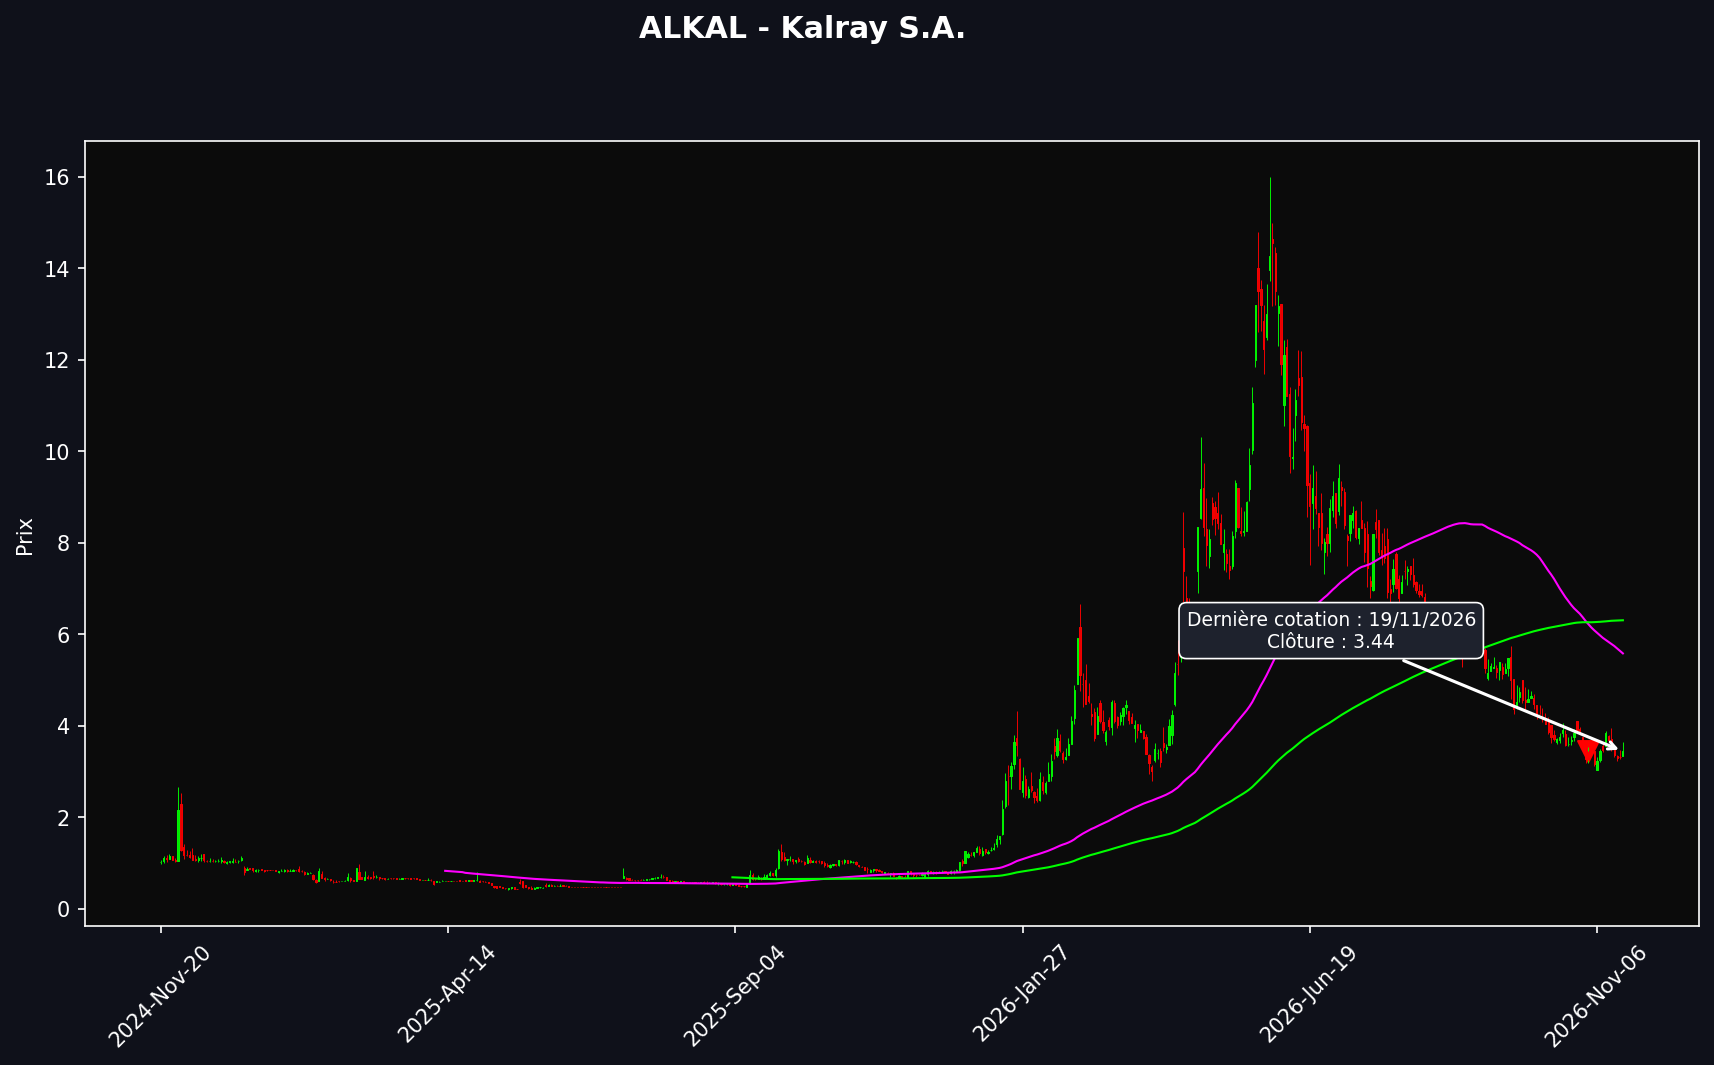 ALKAL - Kalray S.A.
Prix
16
14
12
10
8
6
4
2
0
Dernière cotation : 19/11/2026
Clôture : 3.44
2024-Nov-20
2025-Apr-14
2025-Sep-04
2026-Jan-27
2026-Jun-19
2026-Nov-06